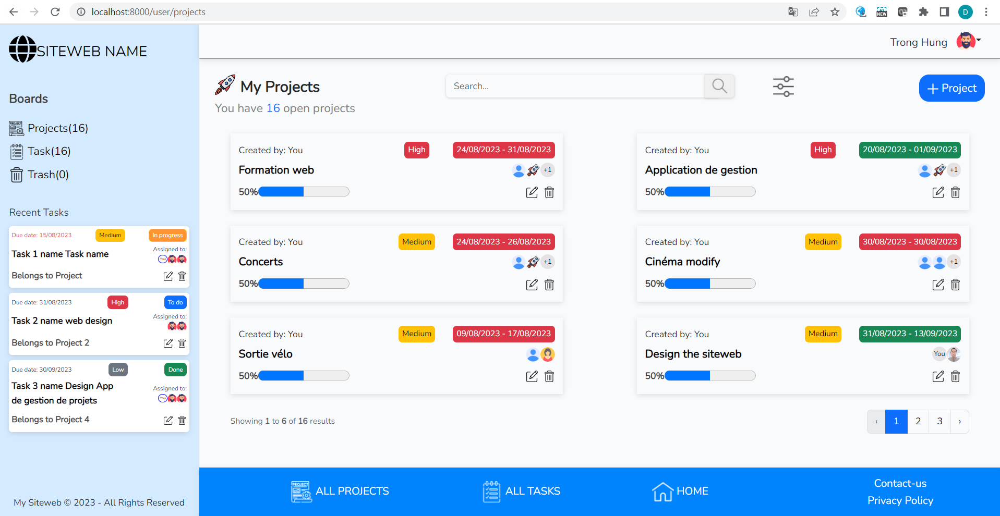 localhost:8000/user/projects
NEW
D
SITEWEB NAME
Trong Hung
Boards
PROJECT
Projects(16)
Task(16)
Trash(0)
Recent Tasks
Due date: 15/08/2023 Medium In progress
Assigned to:
Task 1 name Task name
You
Belongs to Project
Due date: 31/08/2023 High To do
Assigned to:
Task 2 name web design
Belongs to Project 2
Due date: 30/09/2023 Low Done
Task 3 name Design App
de gestion de projets
Assigned to:
You
Belongs to Project 4
My Siteweb © 2023 - All Rights Reserved
My Projects
Search...
+ Project
You have 16 open projects
Created by: You High 24/08/2023 - 31/08/2023
Formation web +1
50%
Created by: You High 20/08/2023 - 01/09/2023
Application de gestion +1
50%
Created by: You Medium 24/08/2023 - 26/08/2023
Concerts +1
50%
Created by: You Medium 30/08/2023 - 30/08/2023
Cinéma modify +1
50%
Created by: You Medium 09/08/2023 - 17/08/2023
Sortie vélo
50%
Created by: You Medium 31/08/2023 - 13/09/2023
Design the siteweb You
50%
Showing 1 to 6 of 16 results
‹ 1 2 3 ›
PROJECT
ALL PROJECTS
ALL TASKS
HOME
Contact-us
Privacy Policy